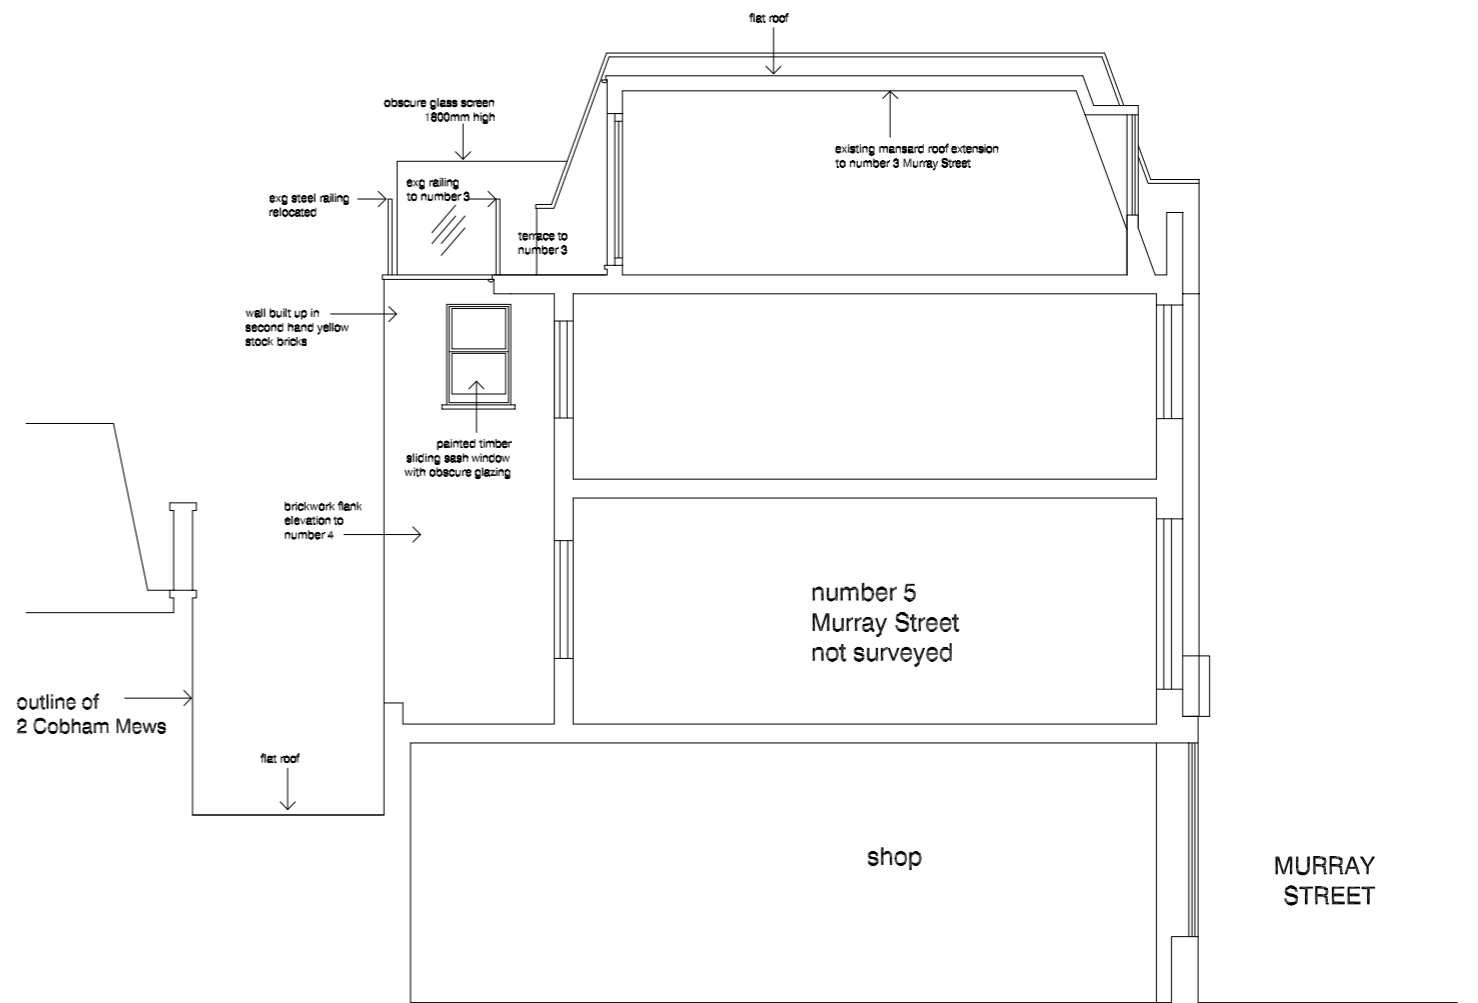 flat roof
obscure glass screen
1800mm high
existing mansard roof extension
to number 3 Murray Street
exg railing
to number 3
exg steel railing
relocated
terrace to
number 3
wall built up in
second hand yellow
stock bricks
painted timber
sliding sash window
with obscure glazing
brickwork flank
elevation to
number 4
number 5
Murray Street
not surveyed
outline of
2 Cobham Mews
flat roof
shop
MURRAY
STREET